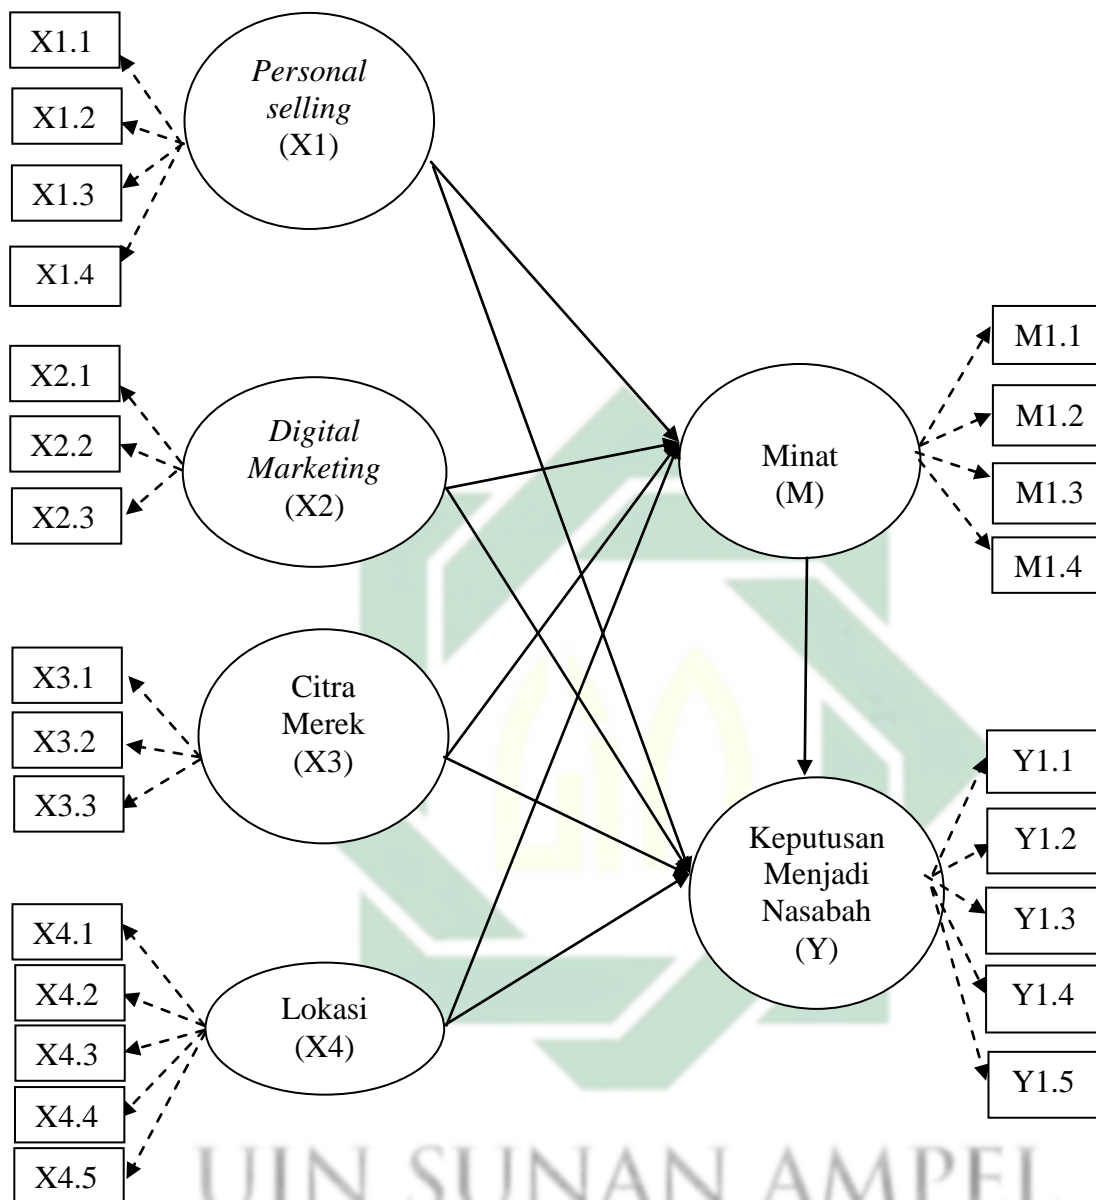 X1.1
X1.2
X1.3
X1.4
Personal
selling
(X1)
X2.1
X2.2
X2.3
Digital
Marketing
(X2)
X3.1
X3.2
X3.3
Citra
Merek
(X3)
X4.1
X4.2
X4.3
X4.4
X4.5
Lokasi
(X4)
Minat
(M)
M1.1
M1.2
M1.3
M1.4
Keputusan
Menjadi
Nasabah
(Y)
Y1.1
Y1.2
Y1.3
Y1.4
Y1.5
UIN SUNAN AMPEL